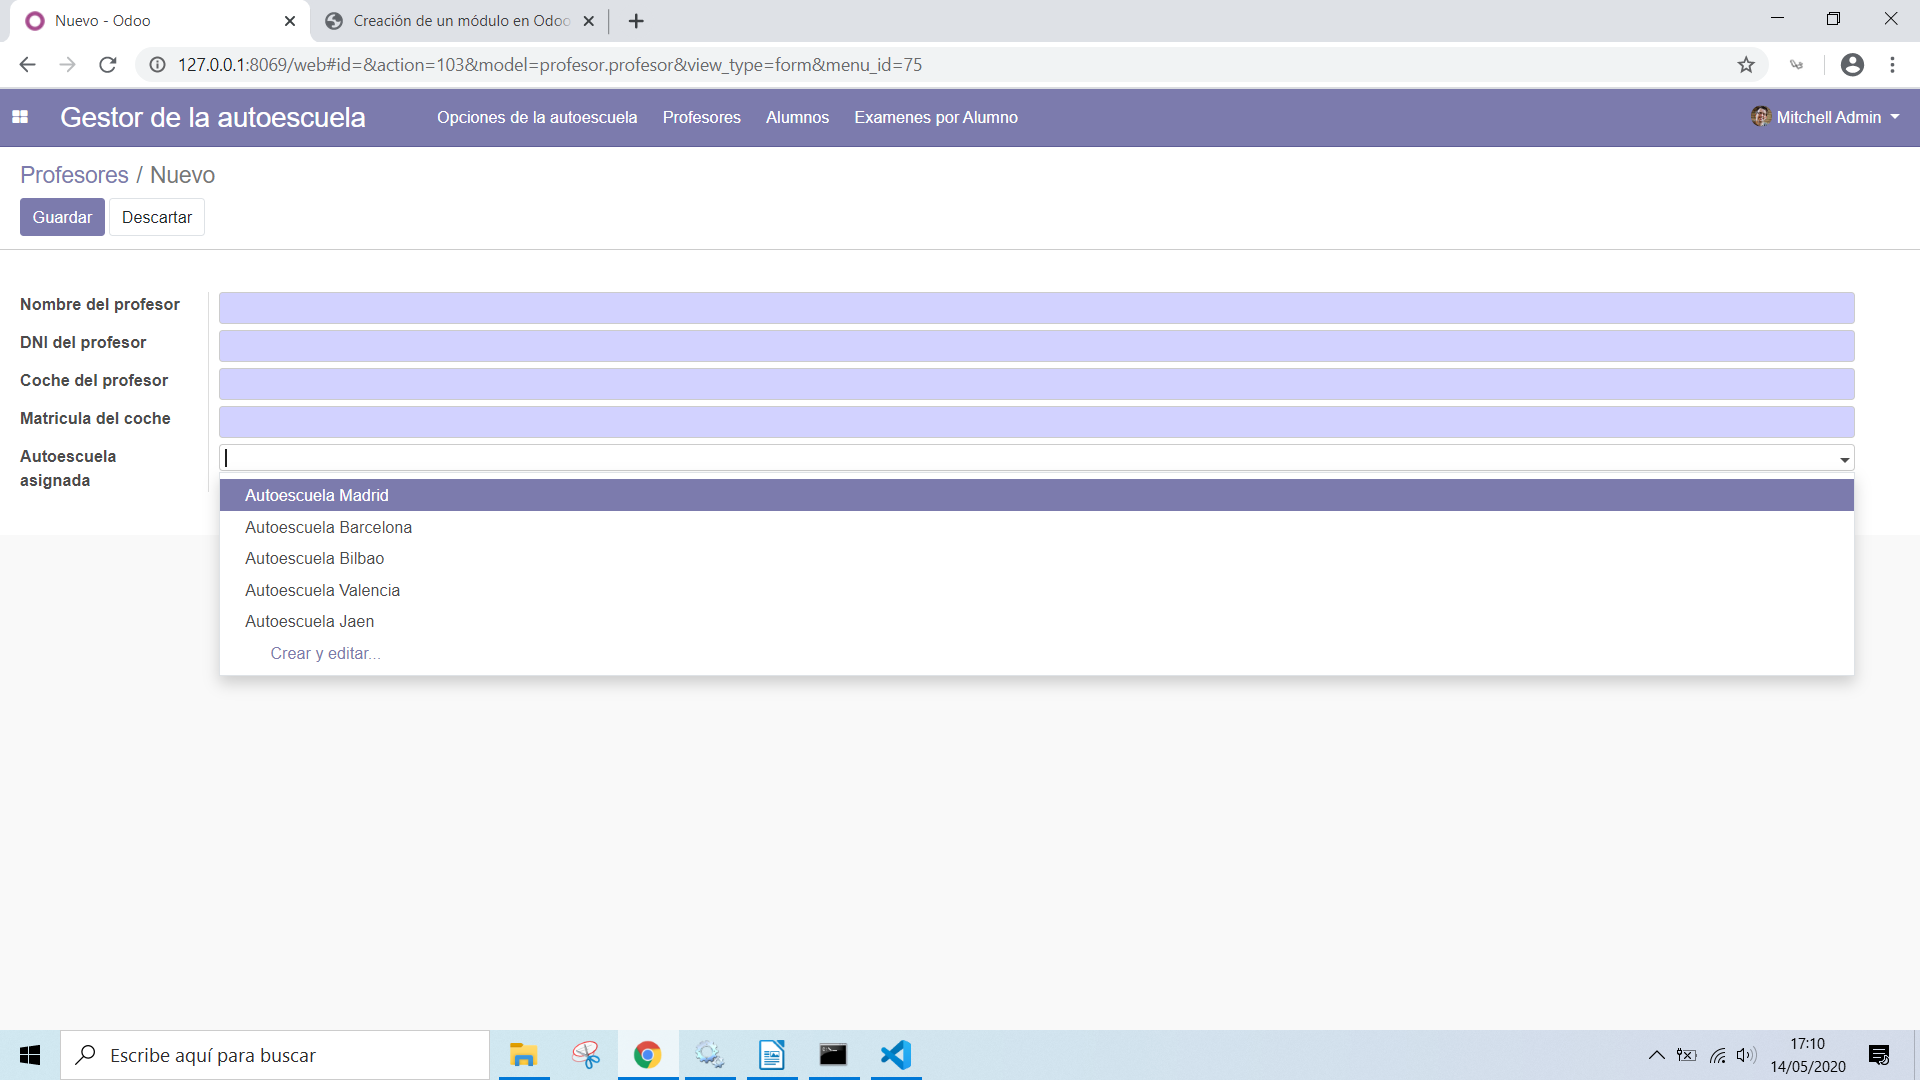 Nuevo - Odoo
Creación de un módulo en Odoo
127.0.0.1:8069/web#id=&action=103&model=profesor.profesor&view_type=form&menu_id=75
Gestor de la autoescuela
Opciones de la autoescuela
Profesores
Alumnos
Examenes por Alumno
Mitchell Admin
Profesores / Nuevo
Guardar
Descartar
Nombre del profesor
DNI del profesor
Coche del profesor
Matricula del coche
Autoescuela
asignada
Autoescuela Madrid
Autoescuela Barcelona
Autoescuela Bilbao
Autoescuela Valencia
Autoescuela Jaen
Crear y editar...
Escribe aquí para buscar
17:10
14/05/2020